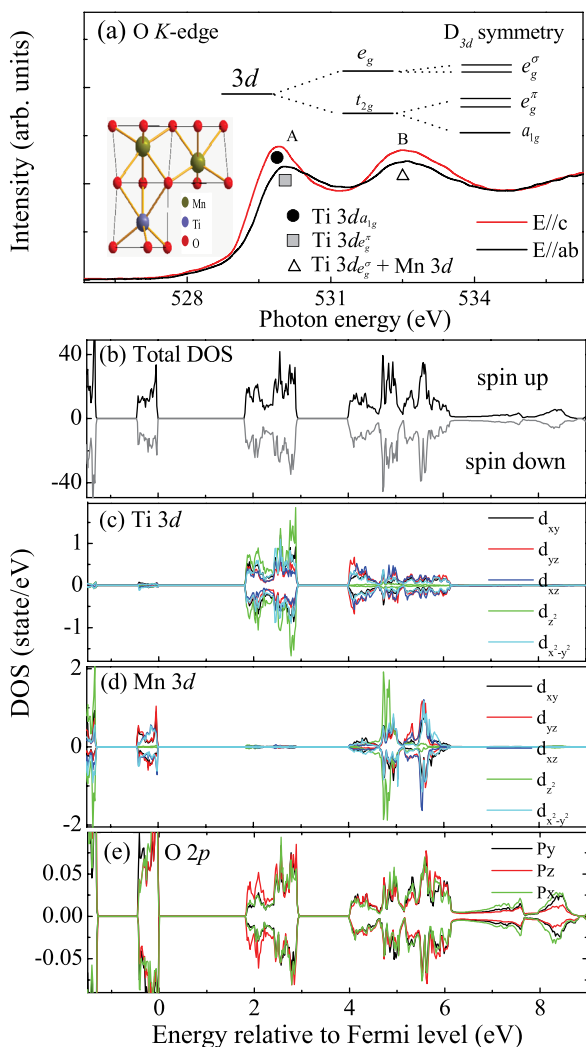 (a) O K-edge
D3d symmetry
eg
egσ
3d
t2g
egπ
a1g
A
B
Mn
Ti
O
Ti 3da1g
Ti 3degπ
Ti 3degσ + Mn 3d
E//c
E//ab
Intensity (arb. units)
528
531
534
Photon energy (eV)
(b) Total DOS
spin up
spin down
40
0
-40
(c) Ti 3d
1
0
-1
dxy
dyz
dxz
dz2
dx2-y2
DOS (state/eV)
(d) Mn 3d
2
0
-2
dxy
dyz
dxz
dz2
dx2-y2
(e) O 2p
0.05
0.00
-0.05
Py
Pz
Px
0
2
4
6
8
Energy relative to Fermi level (eV)